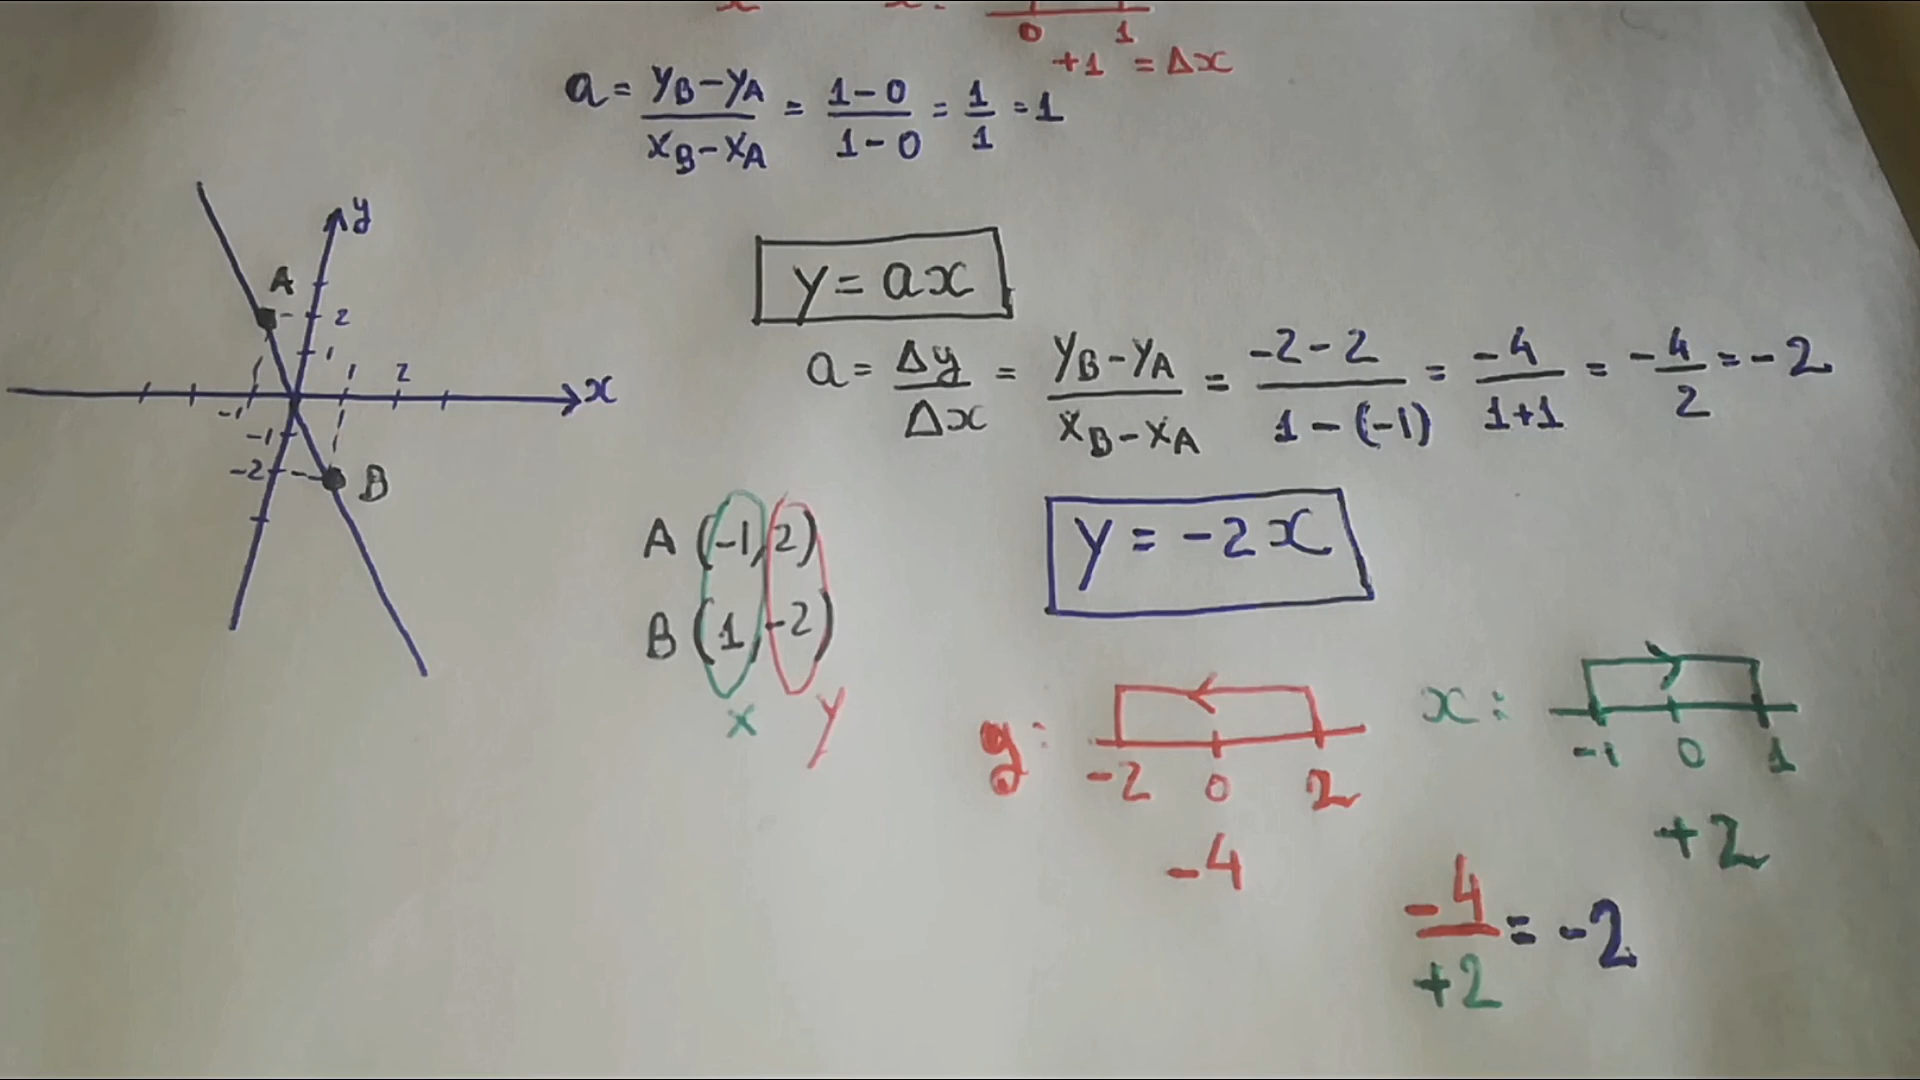 0 1
+1 = Δx
a = yB-yA / xB-xA = 1-0 / 1-0 = 1/1 = 1
y
A
2
1
1 2
x
-1
-1
-2
B
y = ax
a = Δy/Δx = yB-yA / xB-xA = -2-2 / 1-(-1) = -4 / 1+1 = -4/2 = -2
A (-1, 2)
B (1, -2)
x y
y = -2x
y: -2 0 2
-4
x: -1 0 1
+2
-4/+2 = -2